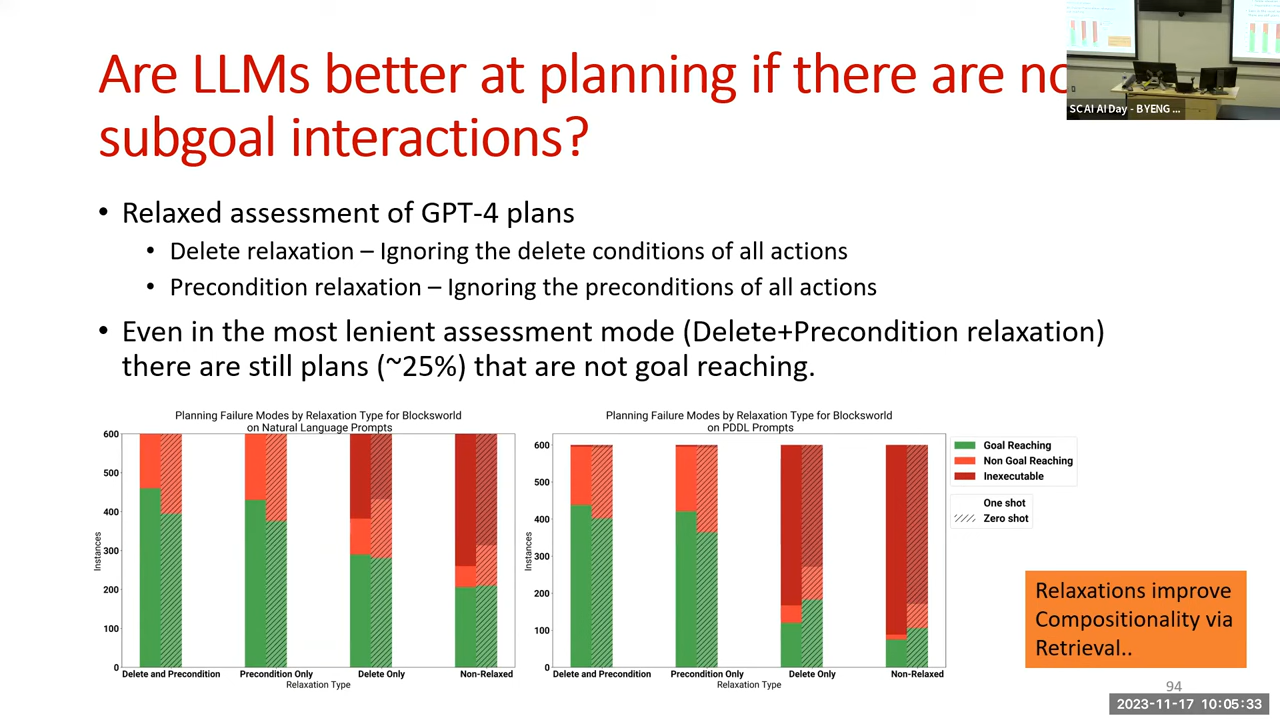 Are LLMs better at planning if there are no
subgoal interactions?
SCAI AI Day - BYENG ...
• Relaxed assessment of GPT-4 plans
• Delete relaxation – Ignoring the delete conditions of all actions
• Precondition relaxation – Ignoring the preconditions of all actions
• Even in the most lenient assessment mode (Delete+Precondition relaxation)
there are still plans (~25%) that are not goal reaching.
Planning Failure Modes by Relaxation Type for Blocksworld
on Natural Language Prompts
600
500
400
300
200
100
0
Instances
Delete and Precondition
Precondition Only
Delete Only
Non-Relaxed
Relaxation Type
Planning Failure Modes by Relaxation Type for Blocksworld
on PDDL Prompts
600
500
400
300
200
100
0
Instances
Delete and Precondition
Precondition Only
Delete Only
Non-Relaxed
Relaxation Type
Goal Reaching
Non Goal Reaching
Inexecutable
One shot
Zero shot
Relaxations improve
Compositionality via
Retrieval..
94
2023-11-17 10:05:33